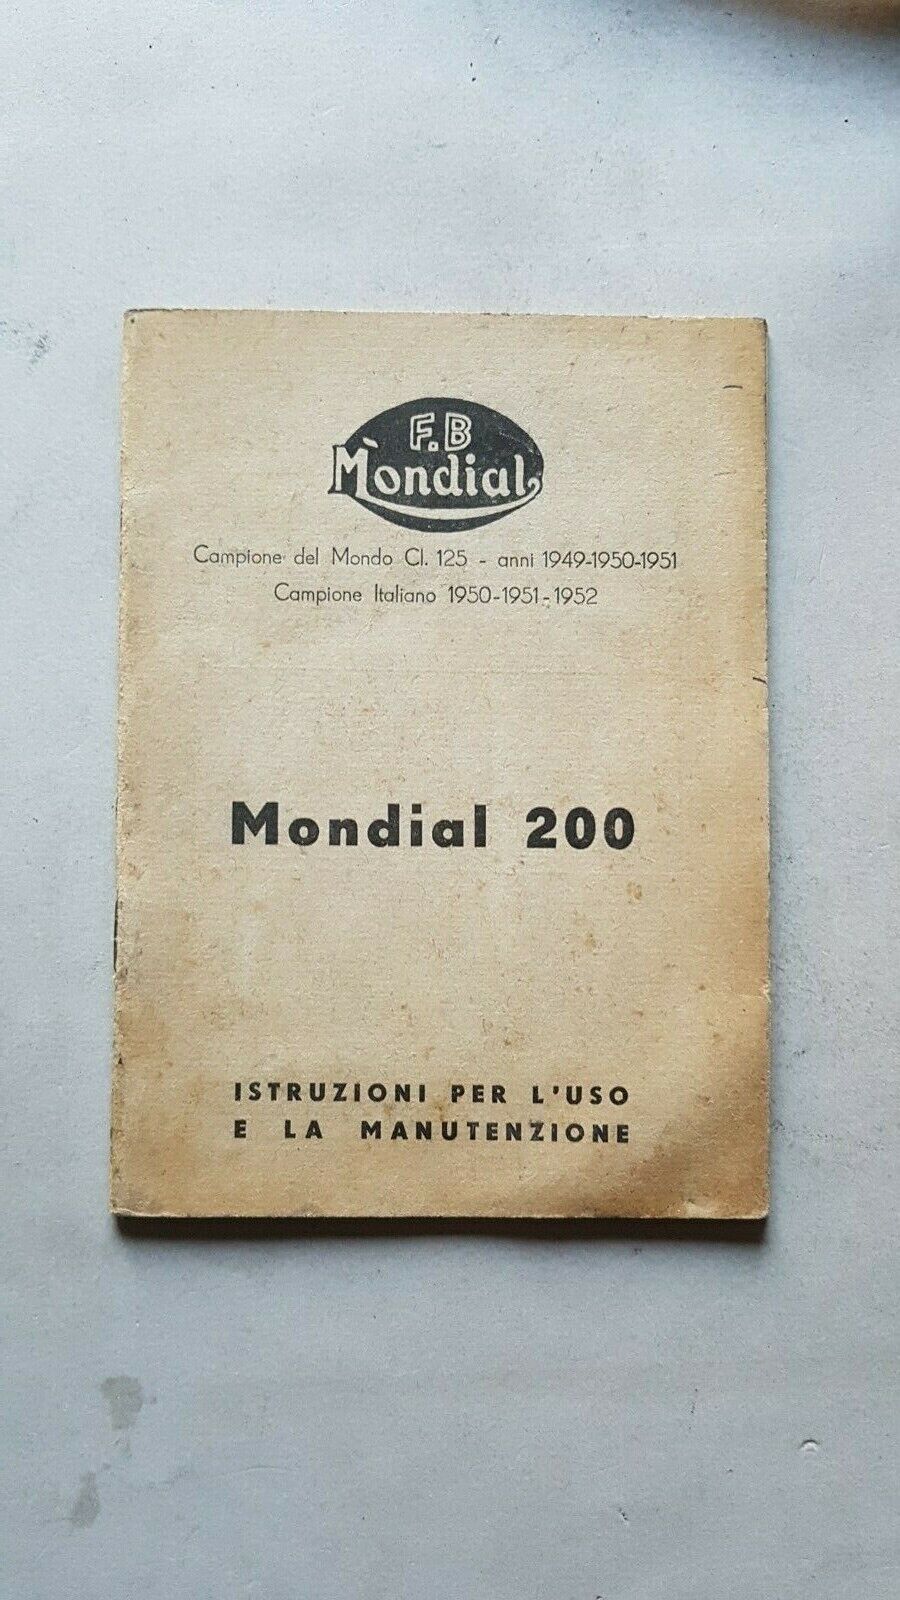 F.B
Mondial
Campione del Mondo Cl. 125 - anni 1949-1950-1951
Campione Italiano 1950-1951-1952
Mondial 200
ISTRUZIONI PER L'USO
E LA MANUTENZIONE